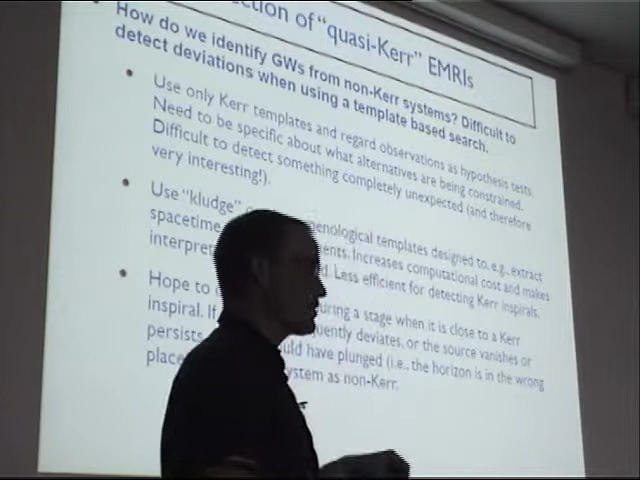 ction of "quasi-Kerr" EMRIs
How do we identify GWs from non-Kerr systems? Difficult to
detect deviations when using a template based search.
• Use only Kerr templates and regard observations as hypothesis tests.
Need to be specific about what alternatives are being constrained.
Difficult to detect something completely unexpected (and therefore
very interesting!).
• Use "kludge" enological templates designed to, e.g., extract
spacetime ents. Increases computational cost and makes
interpre d. Less efficient for detecting Kerr inspirals.
• Hope to uring a stage when it is close to a Kerr
inspiral. If quently deviates, or the source vanishes or
persists uld have plunged (i.e., the horizon is in the wrong
place ystem as non-Kerr.